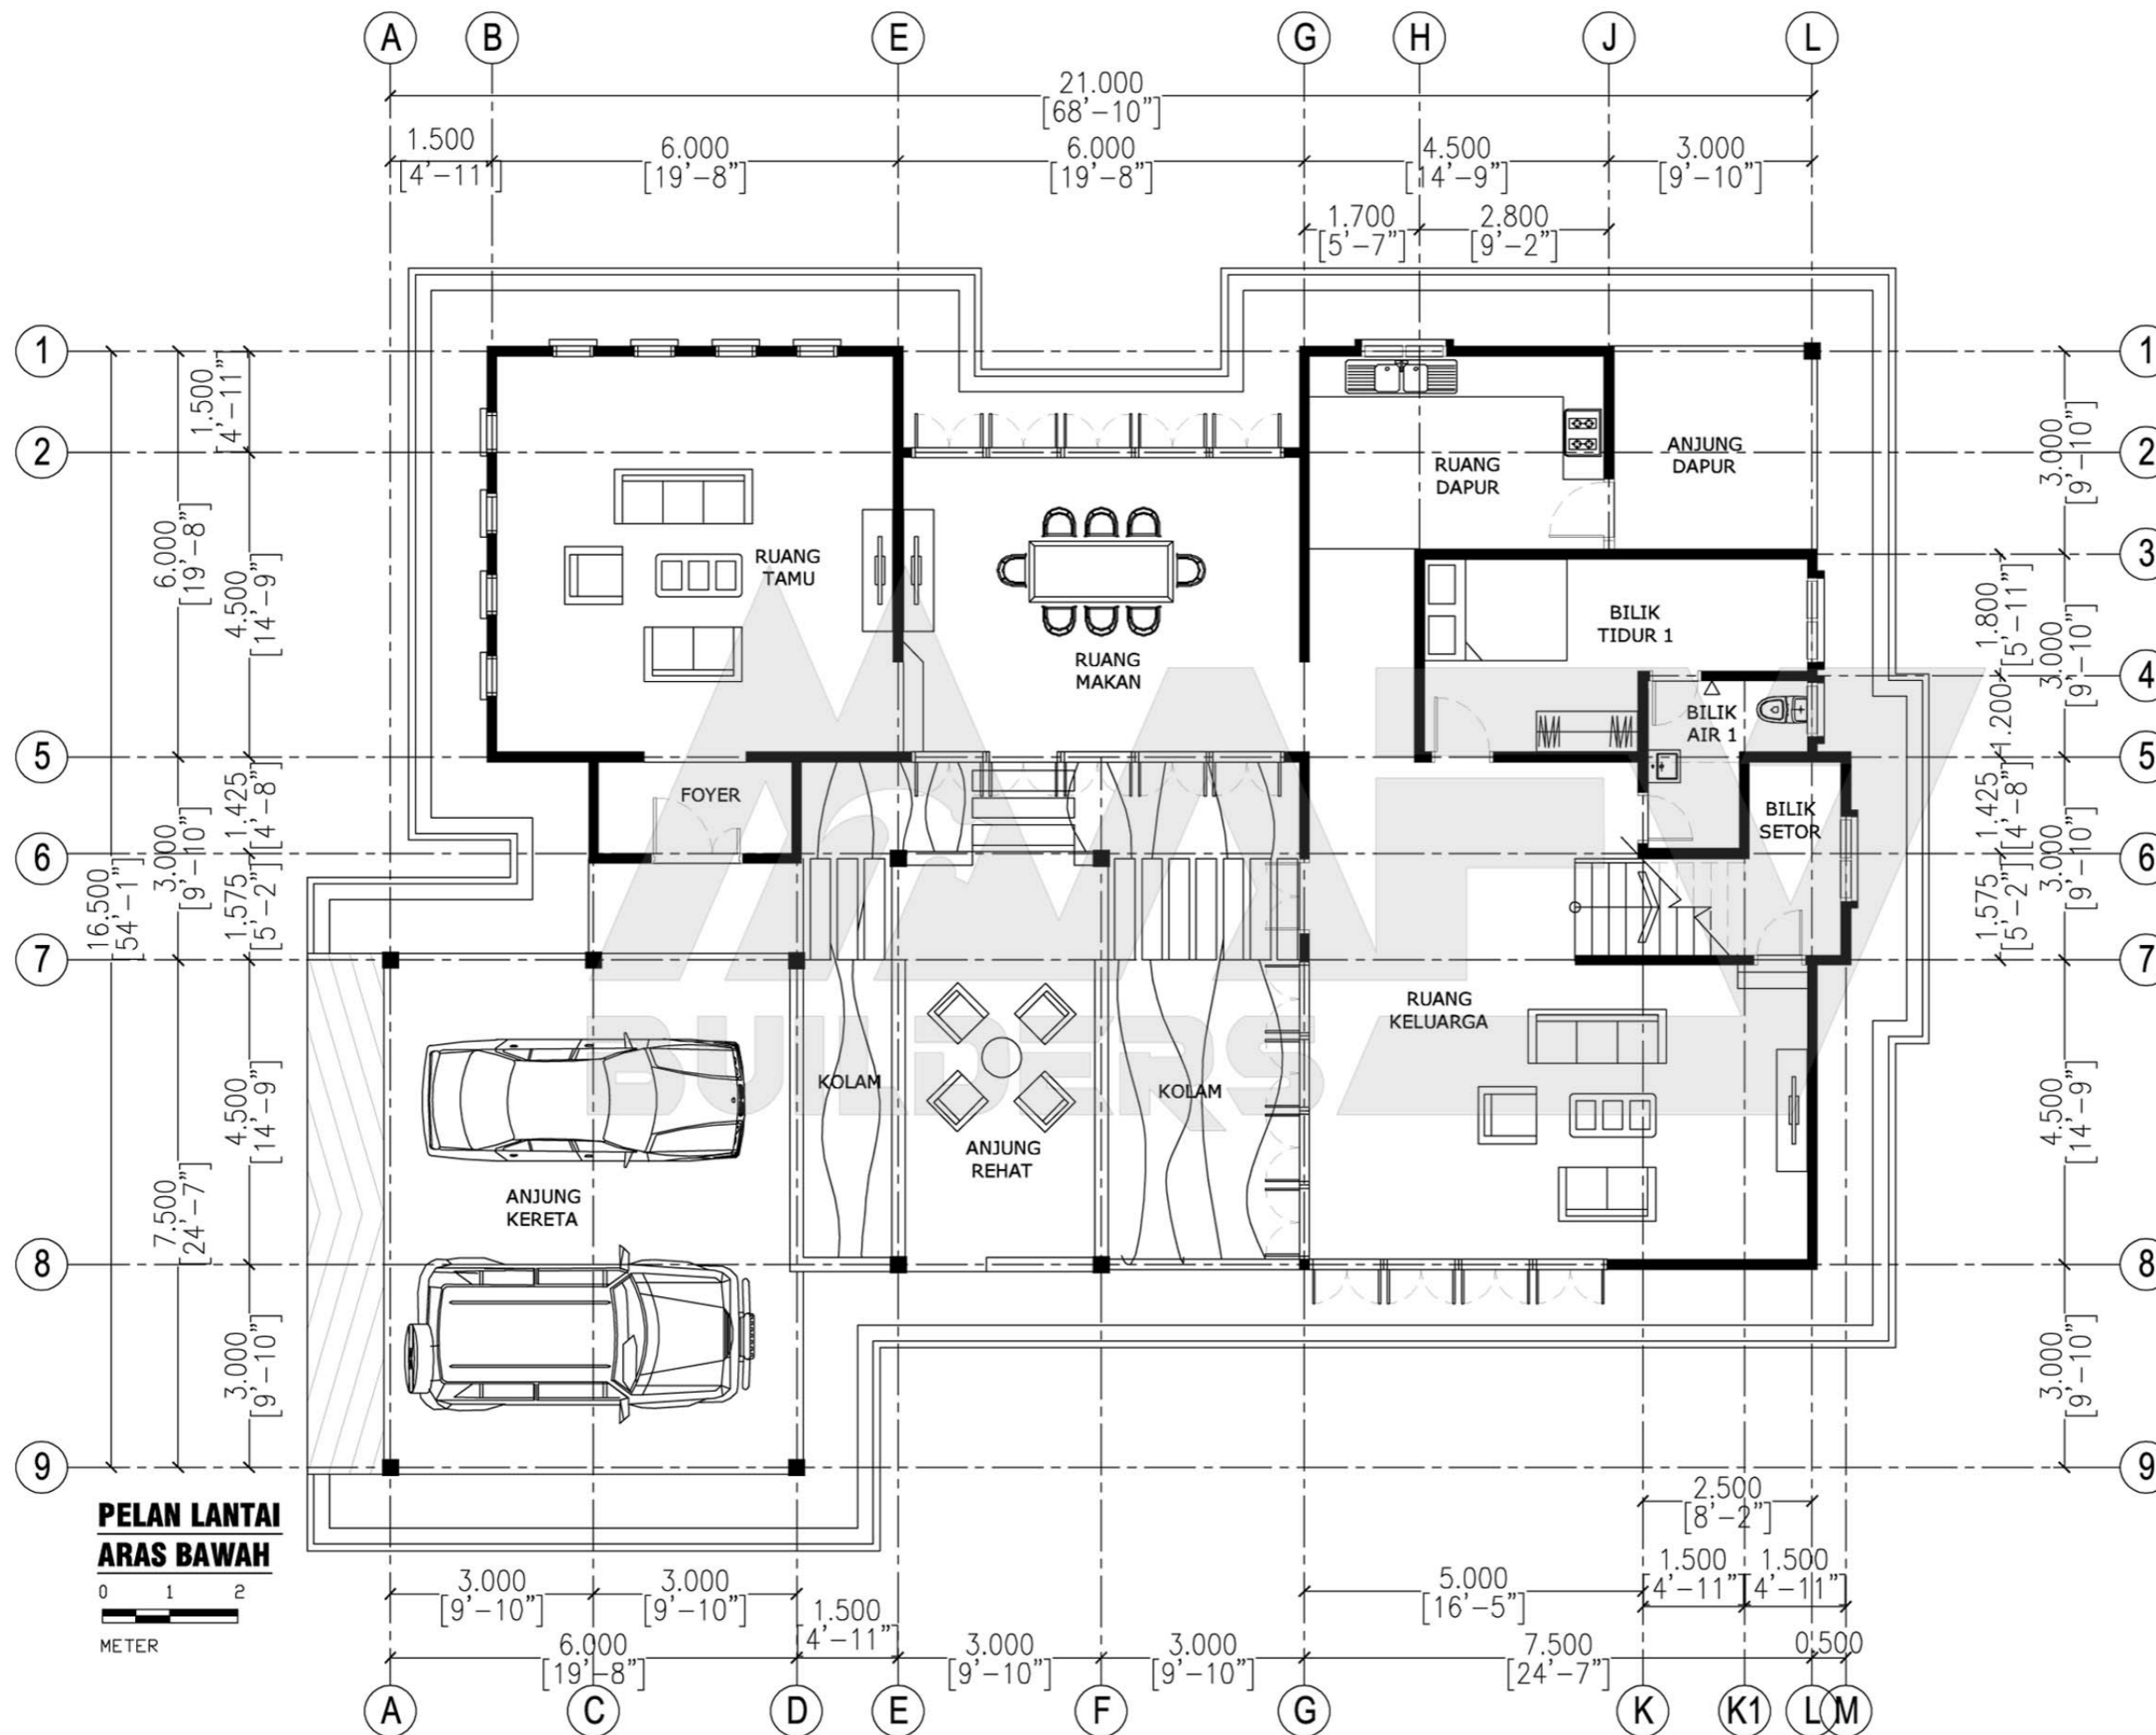 A B E G H J L
21.000
[68'-10"]
1.500 6.000 6.000 4.500 3.000
[4'-11"] [19'-8"] [19'-8"] [14'-9"] [9'-10"]
1.700 2.800
[5'-7"] [9'-2"]
1 1
1.500
[4'-11"]
2 2
3.000
[9'-10"]
ANJUNG
DAPUR
RUANG
DAPUR
6.000
[19'-8"]
4.500
[14'-9"]
RUANG
TAMU
3 3
BILIK
TIDUR 1
1.800
[5'-11"]
3.000
[9'-10"]
RUANG
MAKAN
4
BILIK
AIR 1
1.200
5 5
FOYER
BILIK
SETOR
1.425
[4'-8"]
1.425
[4'-8"]
3.000
[9'-10"]
3.000
[9'-10"]
6 6
16.500
[54'-1"]
1.575
[5'-2"]
1.575
[5'-2"]
7 7
MrMAFIV
BUILDERS
RUANG
KELUARGA
KOLAM
KOLAM
ANJUNG
REHAT
ANJUNG
KERETA
4.500
[14'-9"]
4.500
[14'-9"]
7.500
[24'-7"]
8 8
3.000
[9'-10"]
3.000
[9'-10"]
9 9
PELAN LANTAI
ARAS BAWAH
0 1 2
METER
2.500
[8'-2"]
1.500 1.500
[4'-11"] [4'-11"]
3.000 3.000 5.000
[9'-10"] [9'-10"] [16'-5"]
1.500
[4'-11"]
6.000 3.000 3.000 7.500 0.500
[19'-8"] [9'-10"] [9'-10"] [24'-7"]
A C D E F G K K1 L M